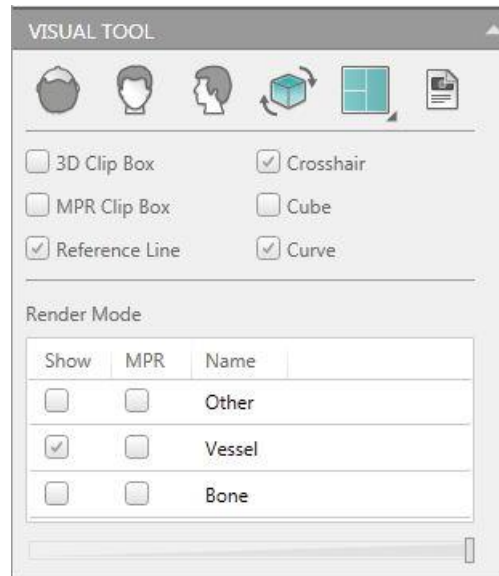 VISUAL TOOL
3D Clip Box Crosshair
MPR Clip Box Cube
Reference Line Curve
Render Mode
Show MPR Name
Other
Vessel
Bone